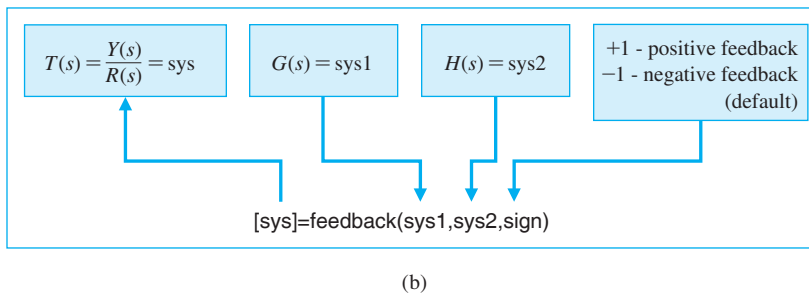 T(s) = Y(s)/R(s) = sys
G(s) = sys1
H(s) = sys2
+1 - positive feedback
−1 - negative feedback
(default)
[sys]=feedback(sys1,sys2,sign)
(b)